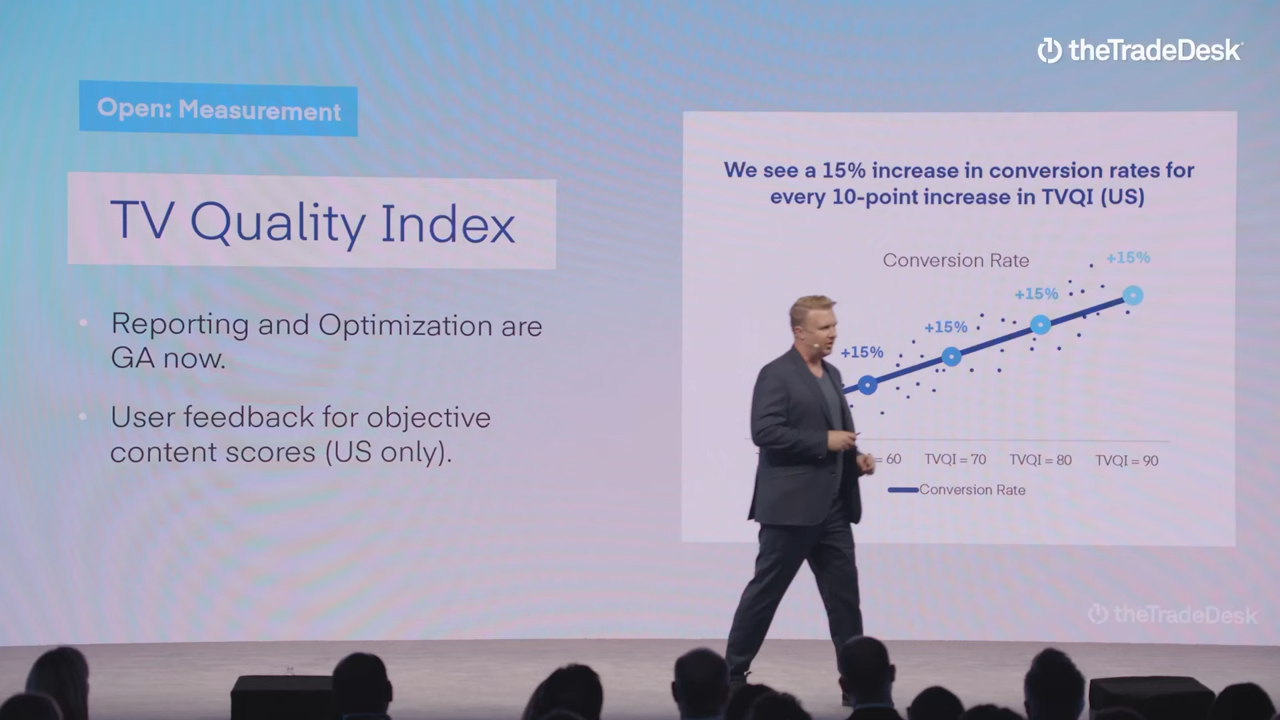 theTradeDesk
Open: Measurement
TV Quality Index
• Reporting and Optimization are
GA now.
• User feedback for objective
content scores (US only).
We see a 15% increase in conversion rates for
every 10-point increase in TVQI (US)
Conversion Rate
+15%
+15%
+15%
+15%
= 60
TVQI = 70
TVQI = 80
TVQI = 90
Conversion Rate
theTradeDesk